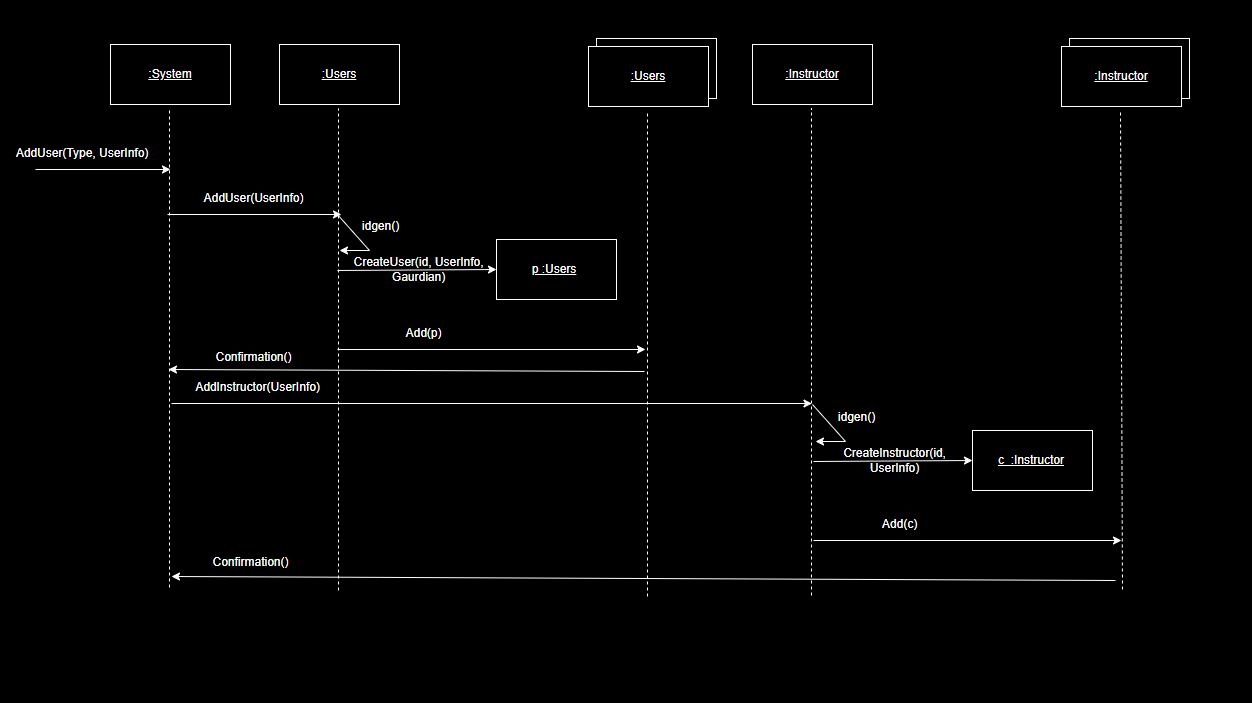 :System
:Users
:Users
:Instructor
:Instructor
AddUser(Type, UserInfo)
AddUser(UserInfo)
idgen()
CreateUser(id, UserInfo,
Gaurdian)
p :Users
Add(p)
Confirmation()
AddInstructor(UserInfo)
idgen()
CreateInstructor(id,
UserInfo)
c :Instructor
Add(c)
Confirmation()